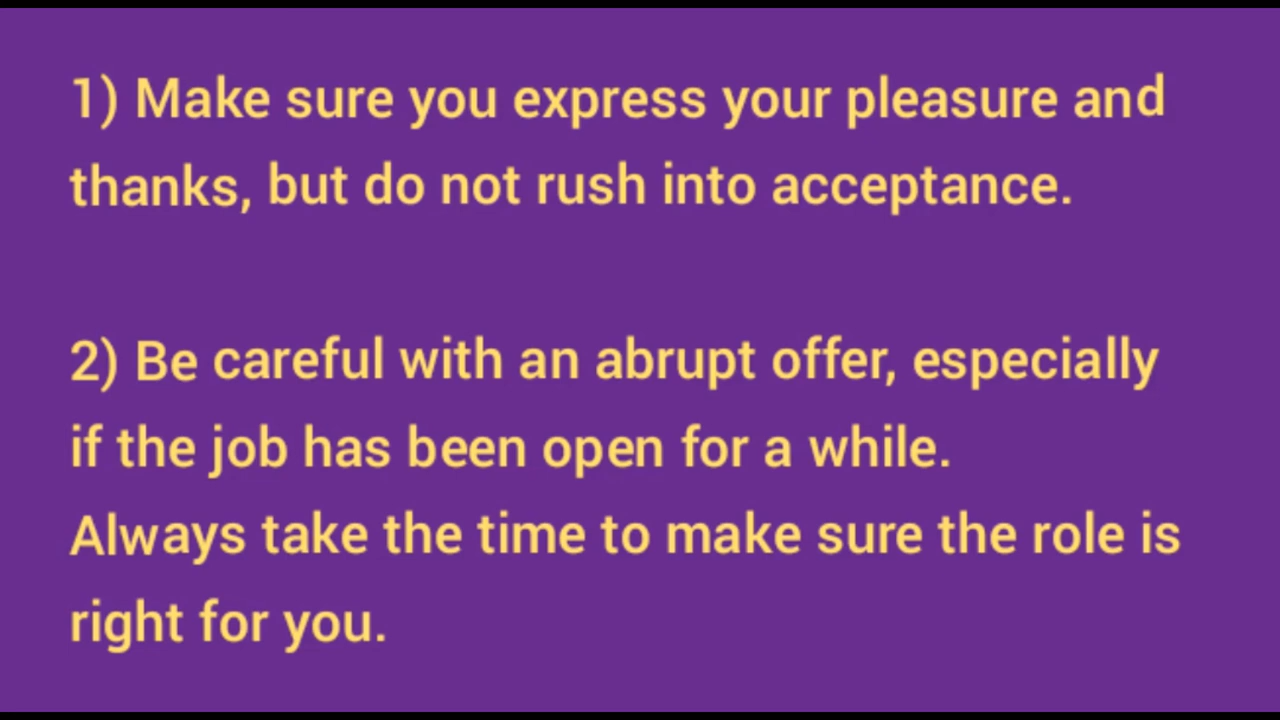 1) Make sure you express your pleasure and
thanks, but do not rush into acceptance.
2) Be careful with an abrupt offer, especially
if the job has been open for a while.
Always take the time to make sure the role is
right for you.